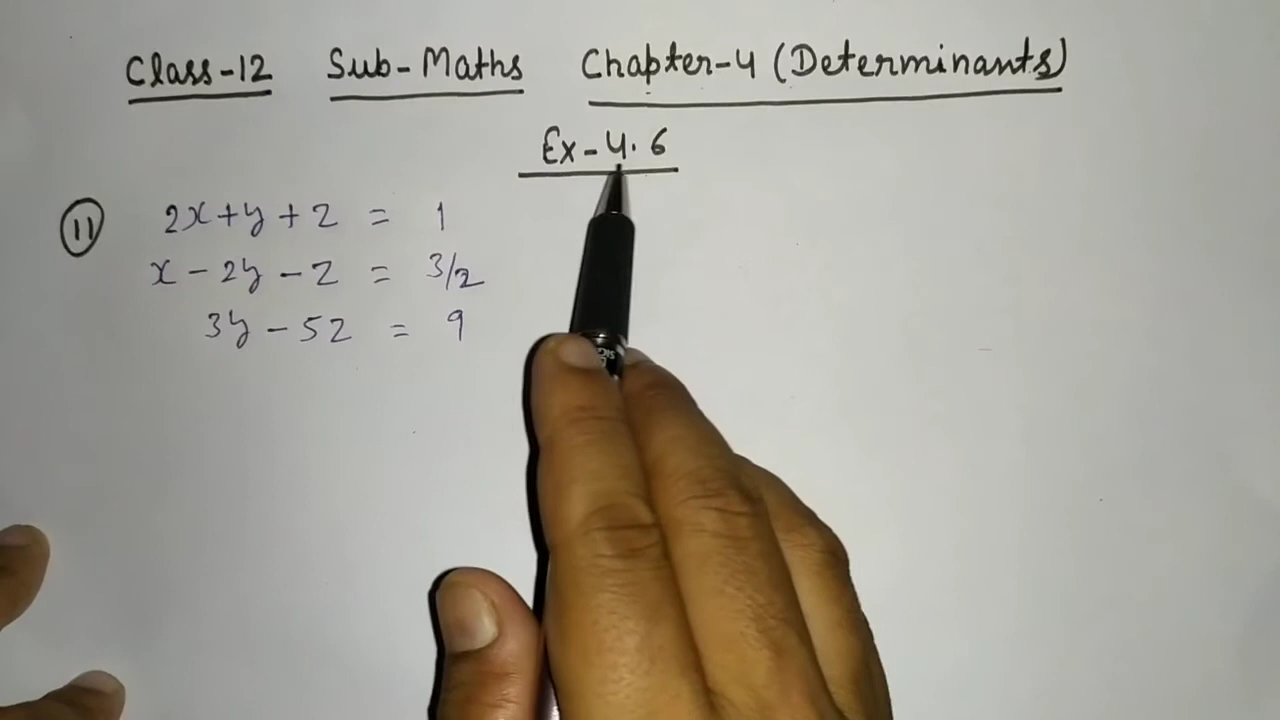 Class-12 Sub-Maths Chapter-4 (Determinants)
Ex-4.6
11 2x+y+z = 1
x-2y-z = 3/2
3y-5z = 9